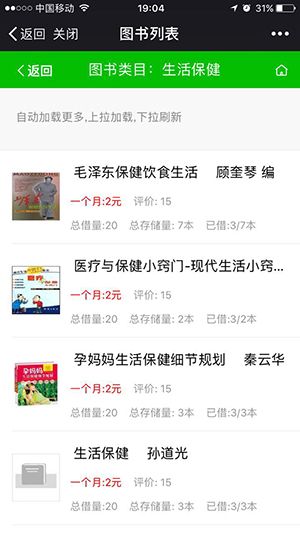 中国移动 19:04 31%
返回 关闭 图书列表
返回 图书类目：生活保健
自动加载更多,上拉加载,下拉刷新
毛泽东保健饮食生活 顾奎琴 编
一个月:2元 评价: 15
总借量:20 总存储量: 7本 已借:3/7本
医疗与保健小窍门-现代生活小窍...
一个月:2元 评价: 15
总借量:20 总存储量: 2本 已借:3/2本
孕妈妈生活保健细节规划 秦云华
一个月:2元 评价: 15
总借量:20 总存储量: 3本 已借:3/3本
生活保健 孙道光
一个月:2元 评价: 15
总借量:20 总存储量: 3本 已借:3/3本